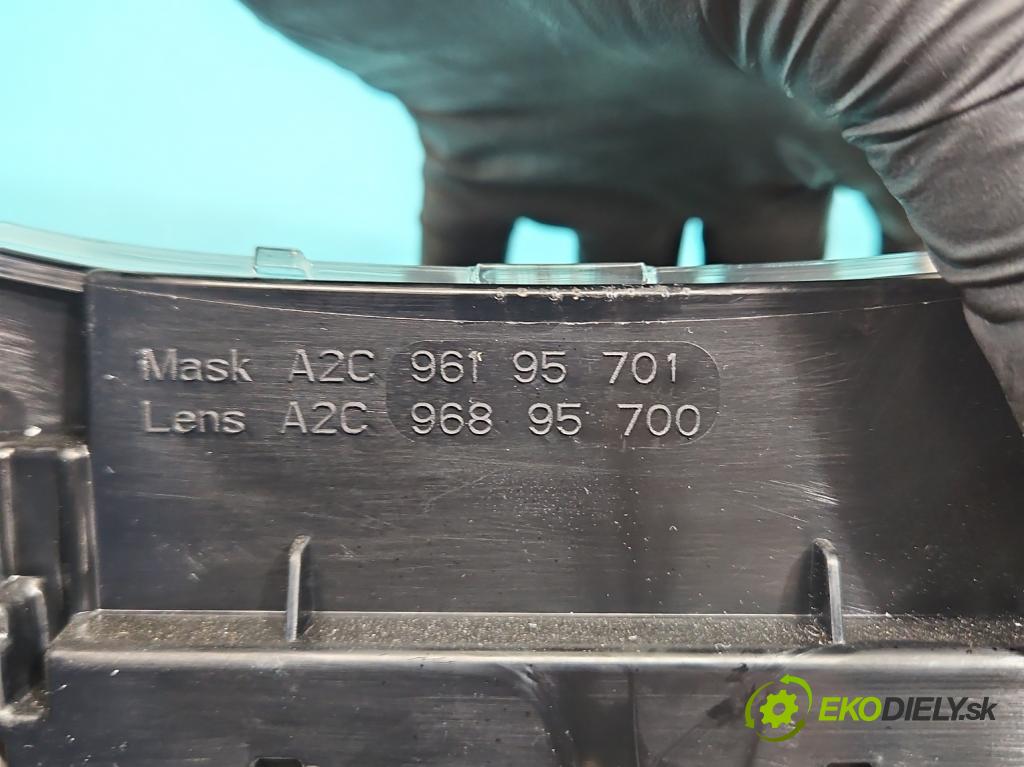 Mask A2C 961 95 701
Lens A2C 968 95 700
EKODIELY.sk